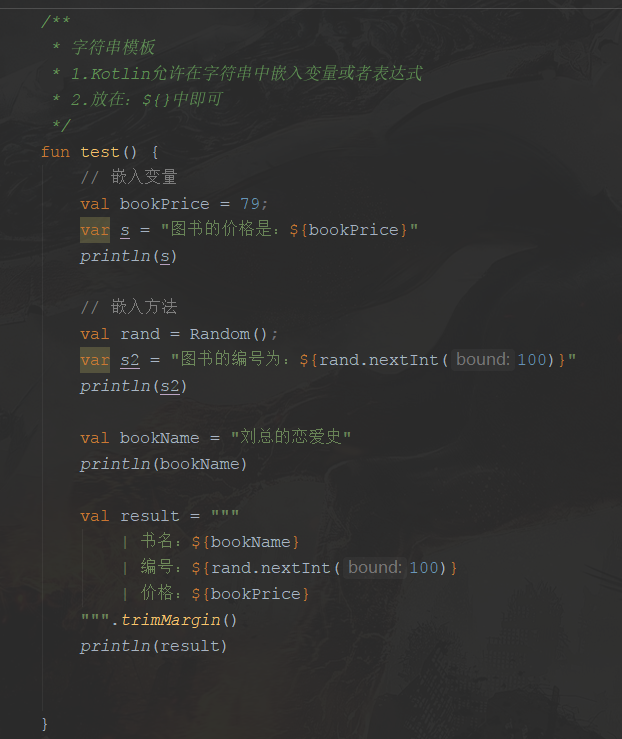 /**
 * 字符串模板
 * 1.Kotlin允许在字符串中嵌入变量或者表达式
 * 2.放在：${}中即可
 */
fun test() {
    // 嵌入变量
    val bookPrice = 79;
    var s = "图书的价格是：${bookPrice}"
    println(s)

    // 嵌入方法
    val rand = Random();
    var s2 = "图书的编号为：${rand.nextInt( bound: 100)}"
    println(s2)

    val bookName = "刘总的恋爱史"
    println(bookName)

    val result = """
        | 书名：${bookName}
        | 编号：${rand.nextInt( bound: 100)}
        | 价格：${bookPrice}
    """.trimMargin()
    println(result)

}